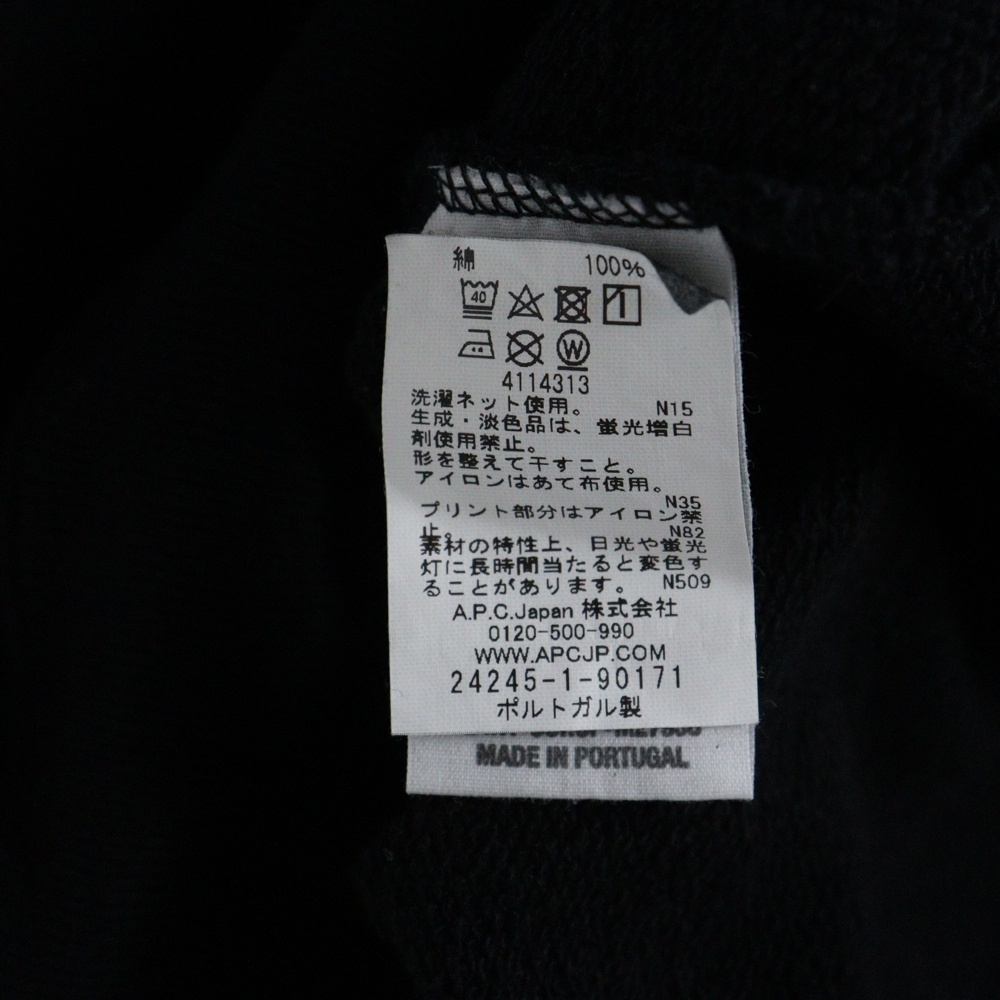 綿 100%
40
W
4114313
洗濯ネット使用。 N15
生成・淡色品は、蛍光増白
剤使用禁止。
形を整えて干すこと。
アイロンはあて布使用。
N35
プリント部分はアイロン禁
止。 N82
素材の特性上、日光や蛍光
灯に長時間当たると変色す
ることがあります。 N509
A.P.C.Japan 株式会社
0120-500-990
WWW.APCJP.COM
24245-1-90171
ポルトガル製
MADE IN PORTUGAL